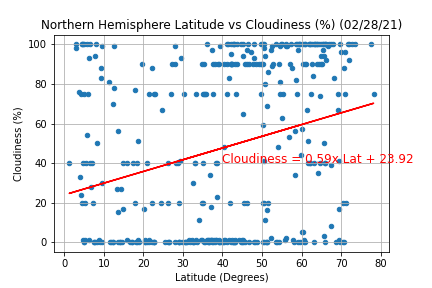 Northern Hemisphere Latitude vs Cloudiness (%) (02/28/21)
100
80
60
40
20
0
Cloudiness (%)
Cloudiness = 0.59x Lat + 23.92
0 10 20 30 40 50 60 70 80
Latitude (Degrees)